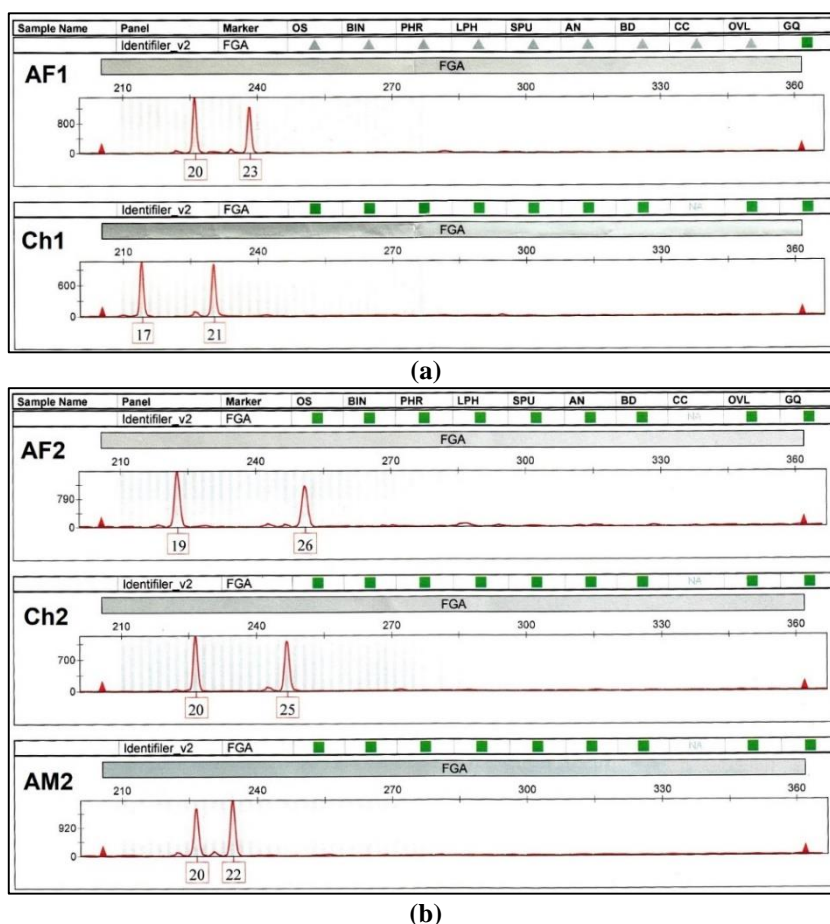 Sample Name Panel Marker OS BIN PHR LPH SPU AN BD CC OVL GQ
Identifiler_v2 FGA
AF1
FGA
210 240 270 300 330 360
800
0
20 23
Identifiler_v2 FGA NA
Ch1
FGA
210 240 270 300 330 360
600
0
17 21
(a)
Sample Name Panel Marker OS BIN PHR LPH SPU AN BD CC OVL GQ
Identifiler_v2 FGA NA
AF2
FGA
210 240 270 300 330 360
790
0
19 26
Identifiler_v2 FGA NA
Ch2
FGA
210 240 270 300 330 360
700
0
20 25
Identifiler_v2 FGA NA
AM2
FGA
210 240 270 300 330 360
920
0
20 22
(b)